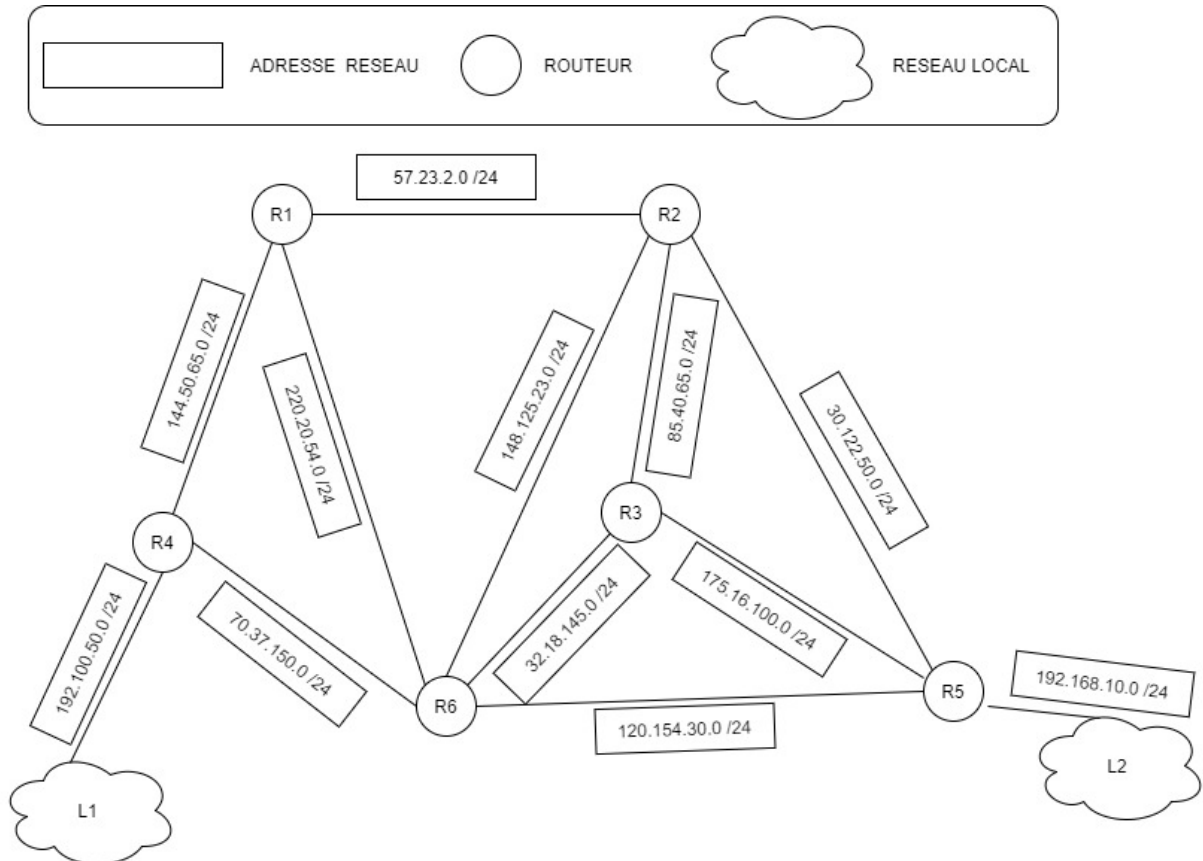 ADRESSE RESEAU
ROUTEUR
RESEAU LOCAL
57.23.2.0 /24
R1
R2
144.50.65.0 /24
220.20.54.0 /24
148.125.23.0 /24
85.40.65.0 /24
30.122.50.0 /24
R3
R4
192.100.50.0 /24
70.37.150.0 /24
32.18.145.0 /24
175.16.100.0 /24
R6
R5
192.168.10.0 /24
120.154.30.0 /24
L2
L1